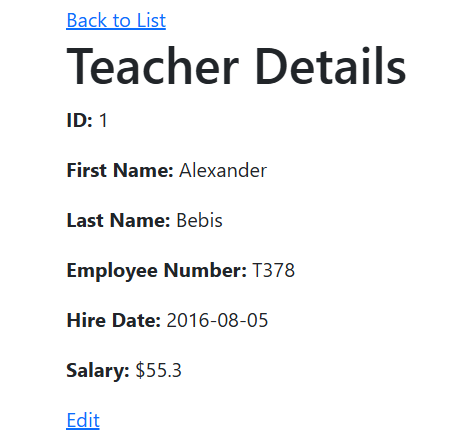 Back to List
Teacher Details
ID: 1
First Name: Alexander
Last Name: Bebis
Employee Number: T378
Hire Date: 2016-08-05
Salary: $55.3
Edit